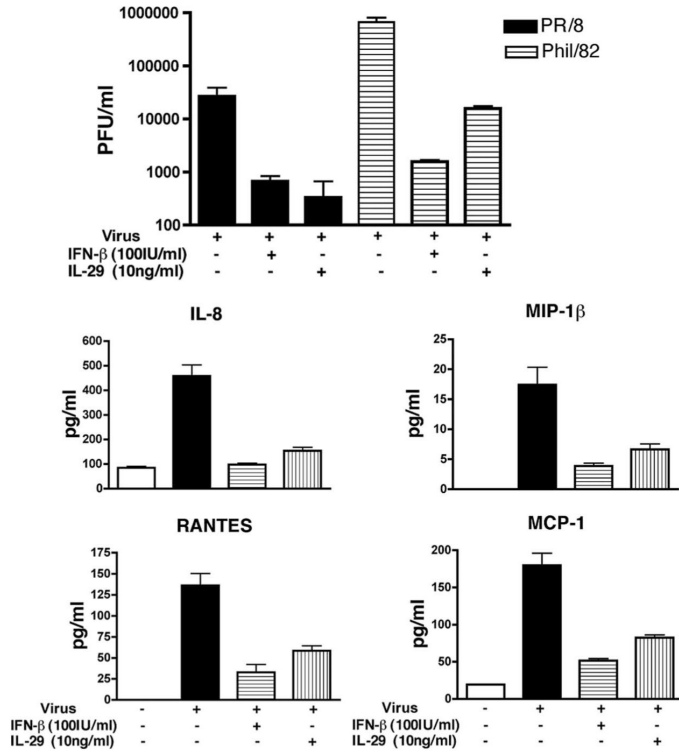 PR/8
Phil/82
PFU/ml
1000000
100000
10000
1000
100
Virus + + + + + +
IFN-β (100IU/ml) - + - - + -
IL-29 (10ng/ml) - - + - - +
IL-8
pg/ml
600
500
400
300
200
100
0
MIP-1β
pg/ml
25
20
15
10
5
0
RANTES
pg/ml
175
150
125
100
75
50
25
0
Virus - + + +
IFN-β (100IU/ml) - - + -
IL-29 (10ng/ml) - - - +
MCP-1
pg/ml
200
150
100
50
0
Virus - + + +
IFN-β (100IU/ml) - - + -
IL-29 (10ng/ml) - - - +